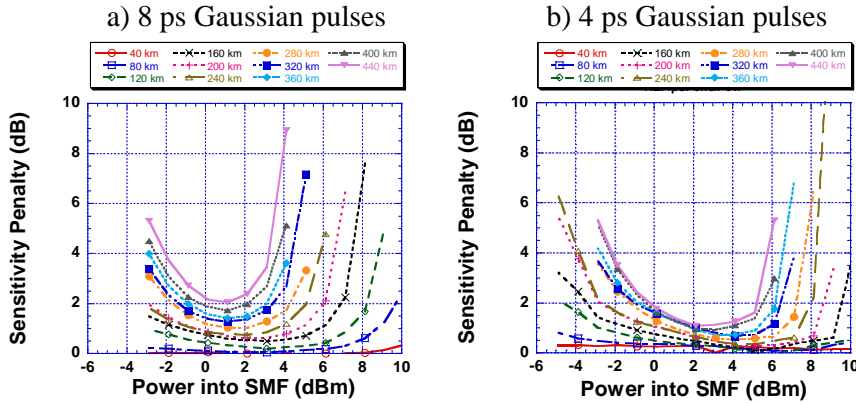 a) 8 ps Gaussian pulses
40 km
80 km
120 km
160 km
200 km
240 km
280 km
320 km
360 km
400 km
440 km
Sensitivity Penalty (dB)
10
8
6
4
2
0
-6 -4 -2 0 2 4 6 8 10
Power into SMF (dBm)
b) 4 ps Gaussian pulses
40 km
80 km
120 km
160 km
200 km
240 km
280 km
320 km
360 km
400 km
440 km
Sensitivity Penalty (dB)
10
8
6
4
2
0
-6 -4 -2 0 2 4 6 8 10
Power into SMF (dBm)